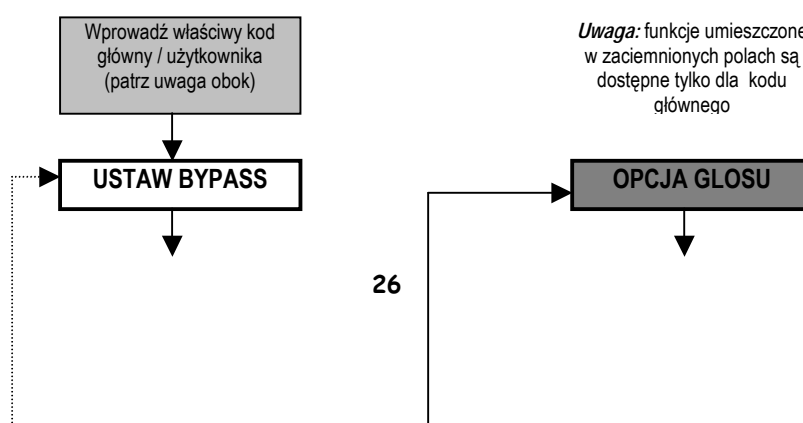 Wprowadź właściwy kod
główny / użytkownika
(patrz uwaga obok)
Uwaga: funkcje umieszczone
w zaciemnionych polach są
dostępne tylko dla kodu
głównego
USTAW BYPASS
OPCJA GLOSU
26